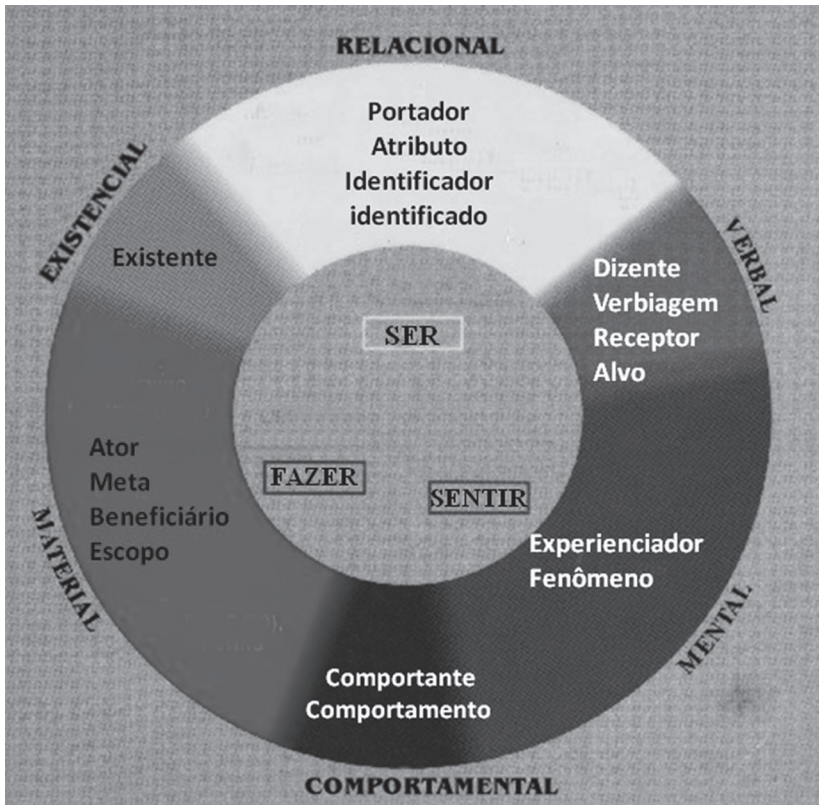 RELACIONAL
Portador
Atributo
Identificador
identificado
EXISTENCIAL
Existente
VERBAL
Dizente
Verbiagem
Receptor
Alvo
SER
FAZER
SENTIR
Ator
Meta
Beneficiário
Escopo
MATERIAL
Experienciador
Fenômeno
MENTAL
Comportante
Comportamento
COMPORTAMENTAL